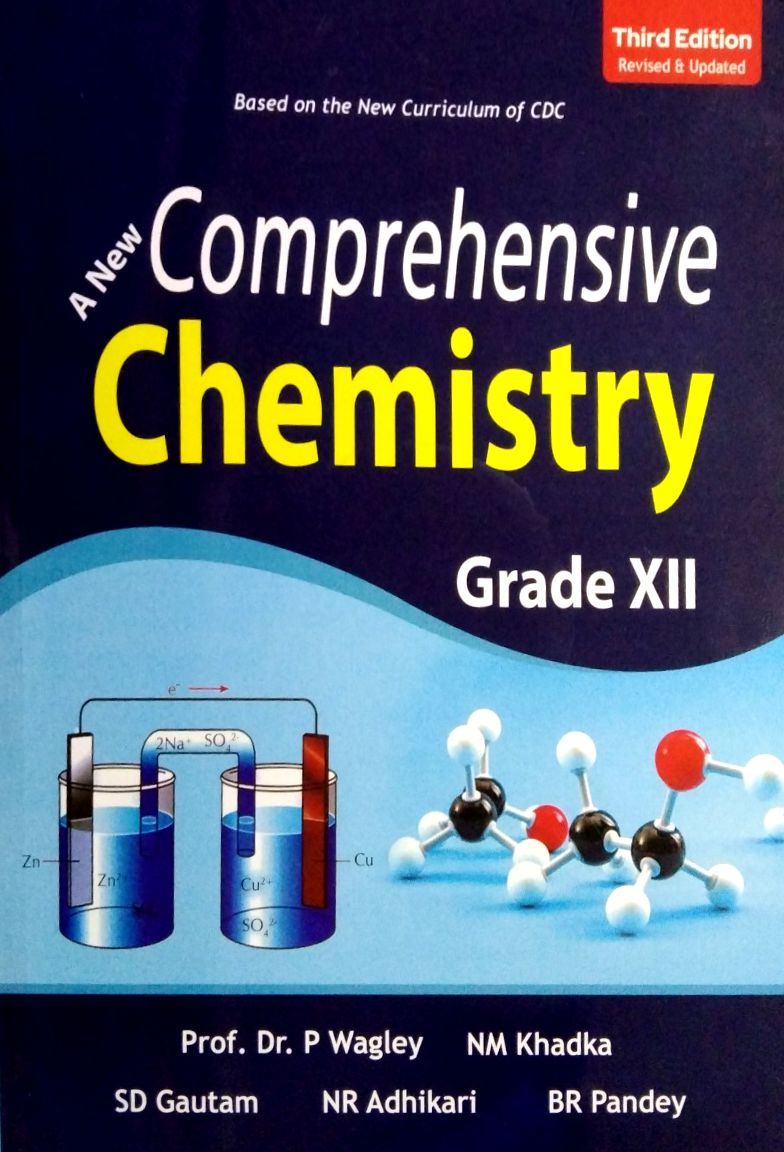 Third Edition
Revised & Updated
Based on the New Curriculum of CDC
A New Comprehensive
Chemistry
Grade XII
e⁻
2Na⁺ SO₄²⁻
Zn
Zn²⁺
Cu
Cu²⁺
SO₄²⁻
Prof. Dr. P Wagley NM Khadka
SD Gautam NR Adhikari BR Pandey